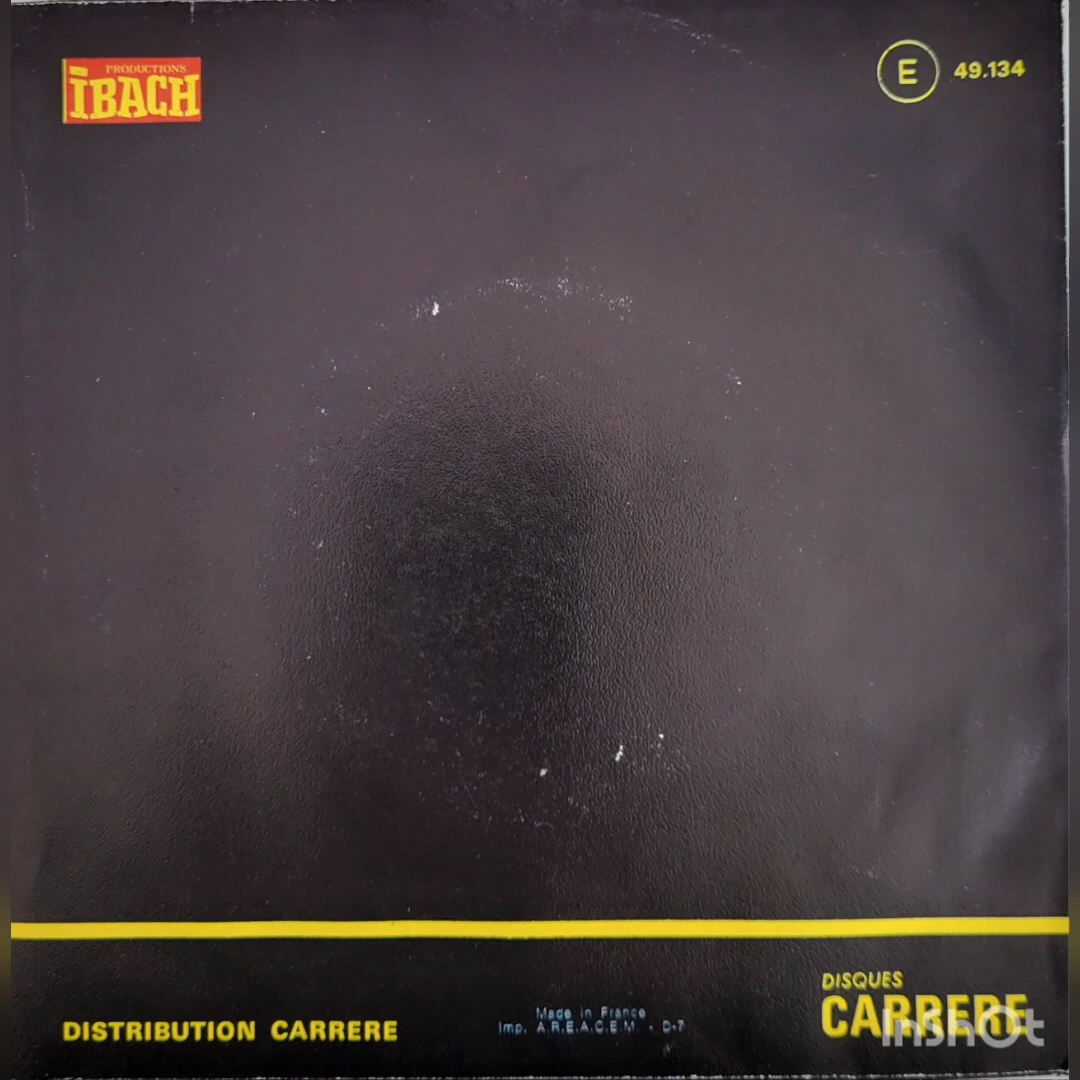 PRODUCTIONS
iBACH
E 49.134
DISTRIBUTION CARRERE
Made in France
Imp. A.R.E.A.C.E.M. - D-7
DISQUES
CARRERE
InShOt